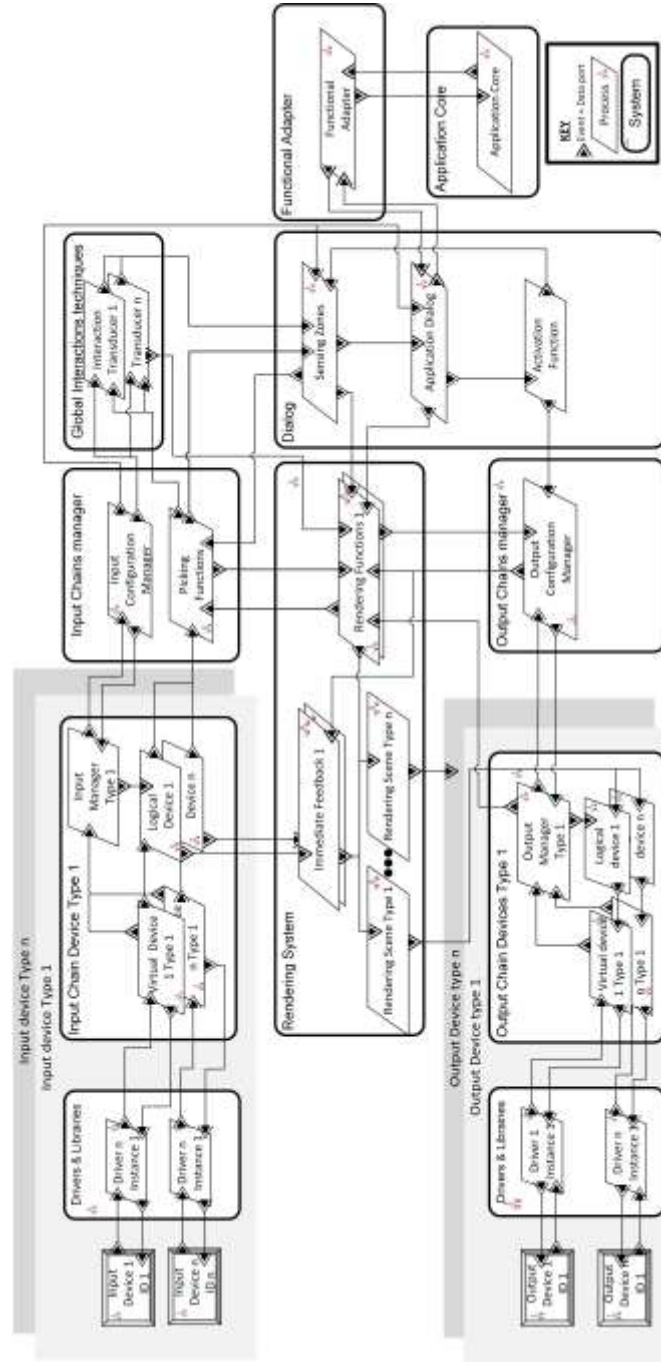 Input device Type n
Input device Type 1
Input
Device 1
ID 1
Input
Device n
ID n
Drivers & Libraries
Driver n
Instance 1
Driver n
Instance 1
Input Chain Device Type 1
Input
Manager
Type 1
Virtual Device
1 Type 1
n Type 1
Logical
Device 1
Device n
Input Chains manager
Input
Configuration
Manager
Picking
Functions
Global Interactions techniques
Interaction
Transducer 1
Transducer n
Rendering System
Immediate Feedback 1
Rendering Scene Type 1
Rendering Scene Type n
Rendering Functions 1
Dialog
Sensing Zones
Application Dialog
Activation
Function
Functional Adapter
Functional
Adapter
Application Core
Application Core
KEY
Event + Data port
Process
System
Output Device type n
Output Device type 1
Output
Device 1
ID 1
Output
Device n
ID n
Drivers & Libraries
Driver 1
Instance 1
Driver n
Instance
Output Chain Devices Type 1
Output
Manager
Type 1
Virtual device
1 Type 1
n Type 1
Logical
device 1
device n
Output Chains manager
Output
Configuration
Manager